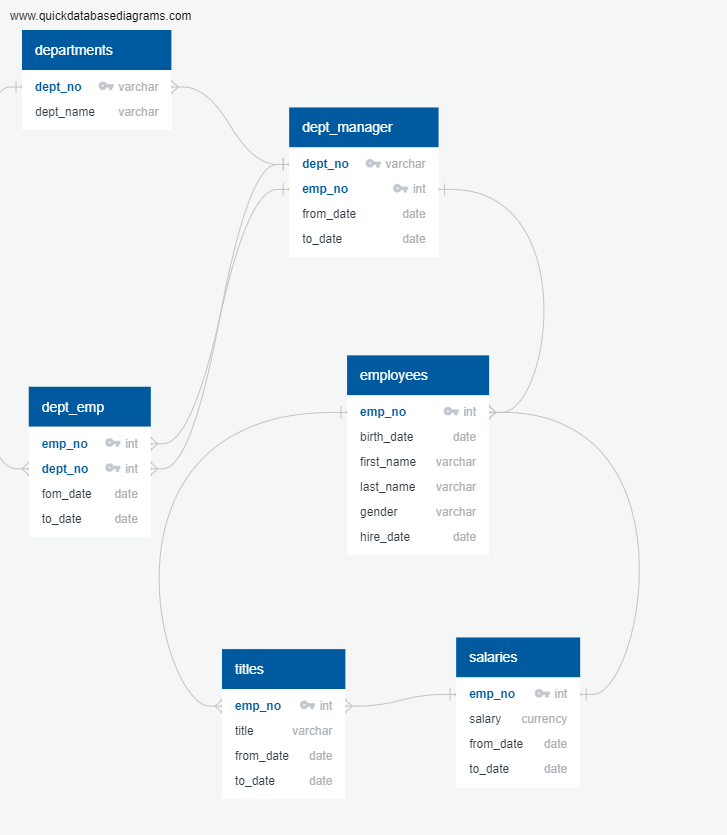 www.quickdatabasediagrams.com
departments
dept_no varchar
dept_name varchar
dept_manager
dept_no varchar
emp_no int
from_date date
to_date date
employees
emp_no int
birth_date date
first_name varchar
last_name varchar
gender varchar
hire_date date
dept_emp
emp_no int
dept_no int
fom_date date
to_date date
titles
emp_no int
title varchar
from_date date
to_date date
salaries
emp_no int
salary currency
from_date date
to_date date